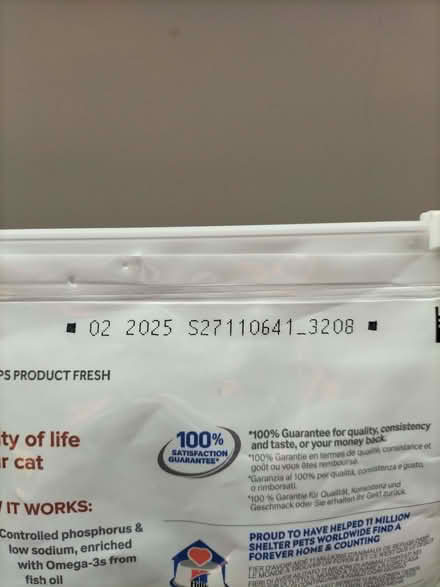 02 2025 S27110641_3208
PS PRODUCT FRESH
ty of life
r cat
IT WORKS:
Controlled phosphorus &
low sodium, enriched
with Omega-3s from
fish oil
100%
SATISFACTION
GUARANTEE*
*100% Guarantee for quality, consistency
and taste, or your money back.
*100% Garantie en termes de qualité, consistance et
goût ou vous êtes remboursé.
*Garanzia al 100% per qualità, consistenza e gusto,
o rimborsati.
*100 % Garantie für Qualität, Konsistenz und
Geschmack oder Sie erhalten Ihr Geld zurück.
PROUD TO HAVE HELPED 11 MILLION
SHELTER PETS WORLDWIDE FIND A
FOREVER HOME & COUNTING